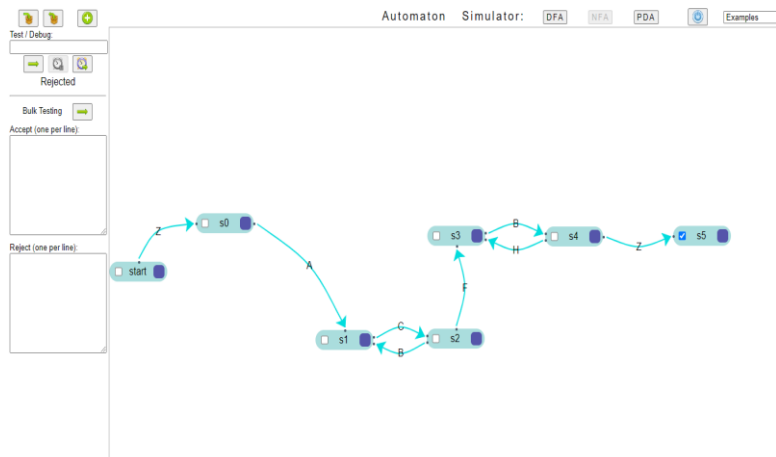 Automaton Simulator: DFA NFA PDA Examples
Test / Debug:
Rejected
Bulk Testing
Accept (one per line):
Reject (one per line):
Z
s0
A
start
s1
C
B
s2
F
s3
B
H
s4
Z
s5